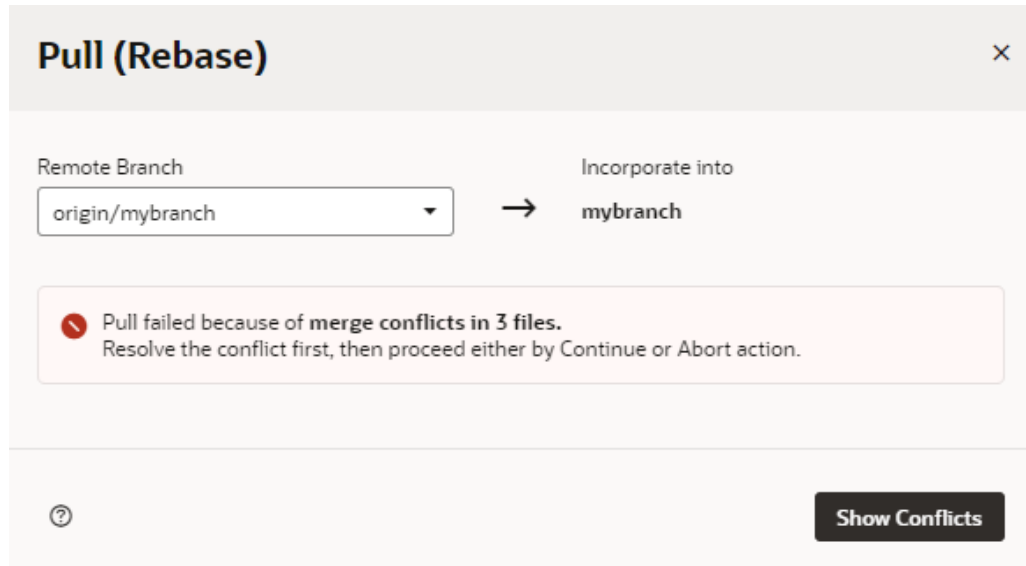 Pull (Rebase)
Remote Branch
Incorporate into
origin/mybranch
mybranch
Pull failed because of merge conflicts in 3 files.
Resolve the conflict first, then proceed either by Continue or Abort action.
Show Conflicts